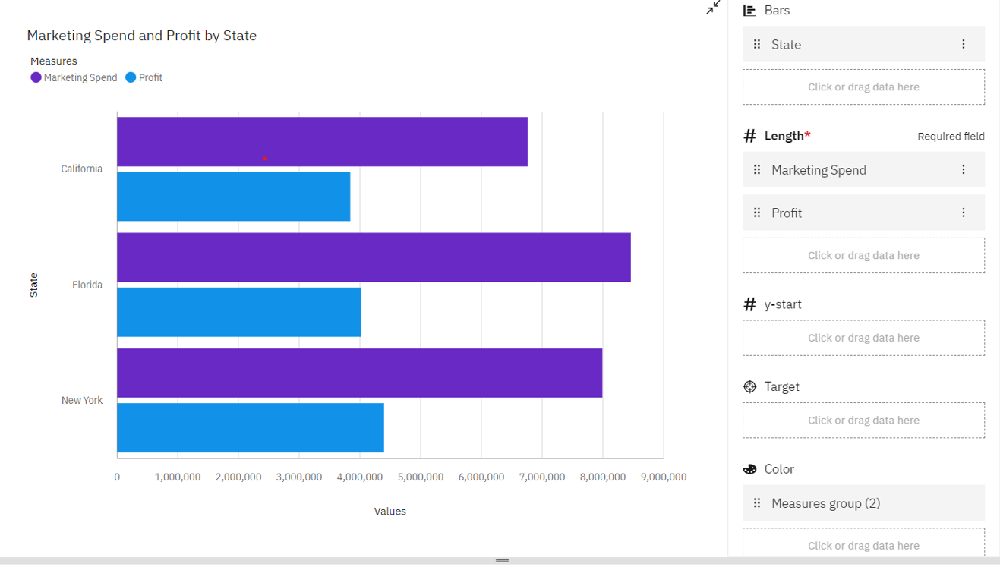 Marketing Spend and Profit by State
Measures
Marketing Spend Profit
California
Florida
New York
State
0 1,000,000 2,000,000 3,000,000 4,000,000 5,000,000 6,000,000 7,000,000 8,000,000 9,000,000
Values
Bars
State
Click or drag data here
# Length* Required field
Marketing Spend
Profit
Click or drag data here
# y-start
Click or drag data here
Target
Click or drag data here
Color
Measures group (2)
Click or drag data here